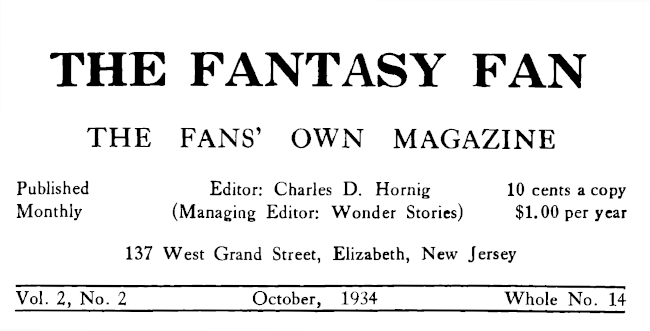 THE FANTASY FAN
THE FANS' OWN MAGAZINE
Published Editor: Charles D. Hornig 10 cents a copy
Monthly (Managing Editor: Wonder Stories) $1.00 per year
137 West Grand Street, Elizabeth, New Jersey
Vol. 2, No. 2 October, 1934 Whole No. 14